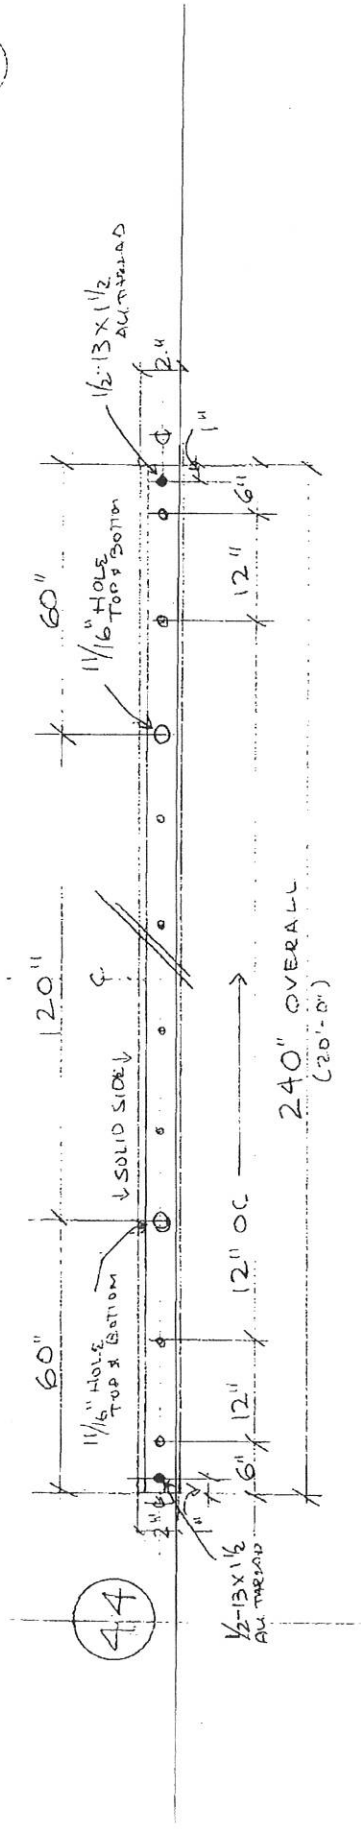 44
60"
120"
60"
11/16" HOLE
TOP & BOTTOM
↓ SOLID SIDE ↓
℄
11/16" HOLE
TOP & BOTTOM
1/2-13 X 1 1/2
ALL THREAD
2"
℄
2"
℄
1"
1"
1/2-13 X 1 1/2
ALL THREAD
6"
12"
12" OC
12"
6"
240" OVERALL
(20'-0")